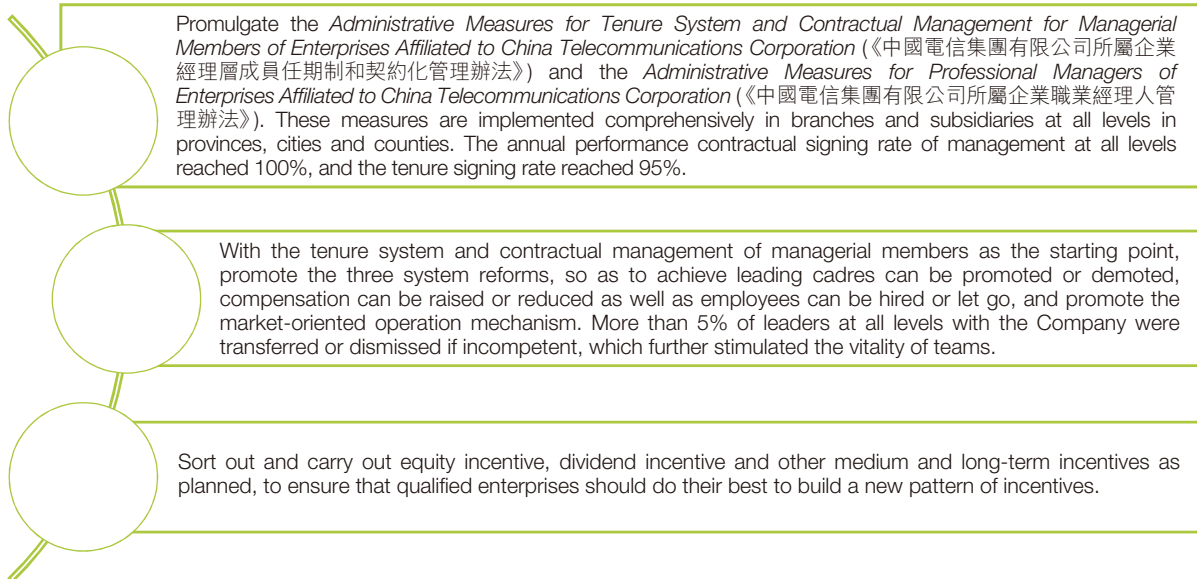 Promulgate the Administrative Measures for Tenure System and Contractual Management for Managerial
Members of Enterprises Affiliated to China Telecommunications Corporation (《中國電信集團有限公司所屬企業
經理層成員任期制和契約化管理辦法》) and the Administrative Measures for Professional Managers of
Enterprises Affiliated to China Telecommunications Corporation (《中國電信集團有限公司所屬企業職業經理人管
理辦法》). These measures are implemented comprehensively in branches and subsidiaries at all levels in
provinces, cities and counties. The annual performance contractual signing rate of management at all levels
reached 100%, and the tenure signing rate reached 95%.
With the tenure system and contractual management of managerial members as the starting point,
promote the three system reforms, so as to achieve leading cadres can be promoted or demoted,
compensation can be raised or reduced as well as employees can be hired or let go, and promote the
market-oriented operation mechanism. More than 5% of leaders at all levels with the Company were
transferred or dismissed if incompetent, which further stimulated the vitality of teams.
Sort out and carry out equity incentive, dividend incentive and other medium and long-term incentives as
planned, to ensure that qualified enterprises should do their best to build a new pattern of incentives.